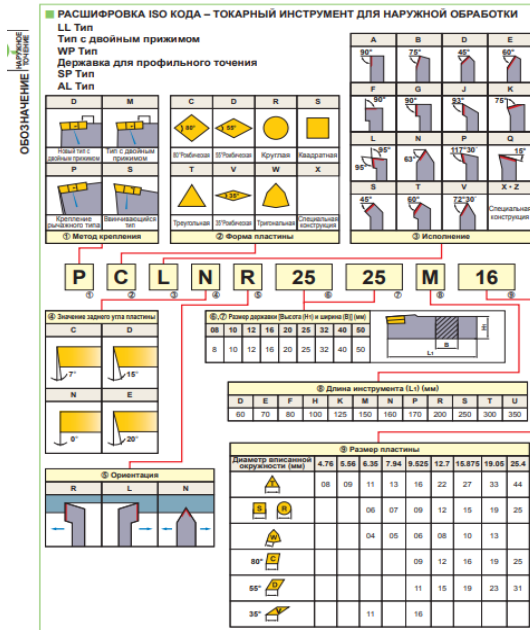 РАСШИФРОВКА ISO КОДА – ТОКАРНЫЙ ИНСТРУМЕНТ ДЛЯ НАРУЖНОЙ ОБРАБОТКИ
LL Тип
Тип с двойным прижимом
WP Тип
Державка для профильного точения
SP Тип
AL Тип
ОБОЗНАЧЕНИЕ
НАРУЖНОЕ
ТОЧЕНИЕ
D M
Новый тип с двойным прижимом
Тип с двойным прижимом
P S
Крепление рычажного типа
Ввинчивающийся тип
① Метод крепления
C D R S
80° 55°
80°Ромбическая 55°Ромбическая Круглая Квадратная
T V W X
35°
Треугольная 35°Ромбическая Тригональная Специальная конструкция
② Форма пластины
A B D E
90° 75° 45° 60°
F G J K
90° 90° 93° 75°
L N P Q
95° 95° 63° 117°30´ 15°
S T V X - Z
45° 60° 72°30´ Специальная конструкция
③ Исполнение
P C L N R 25 25 M 16
① ② ③ ④ ⑤ ⑥ ⑦ ⑧ ⑨
④ Значение заднего угла пластины
C D
7° 15°
N E
0° 20°
⑤ Ориентация
R L N
⑥,⑦ Размер державки [Высота (H1) и ширина (B)] (мм)
08 10 12 16 20 25 32 40 50
8 10 12 16 20 25 32 40 50
H1
B
L1
⑧ Длина инструмента (L1) (мм)
D E F H K M N P R S T U
60 70 80 100 125 150 160 170 200 250 300 350
⑨ Размер пластины
Диаметр вписанной окружности (мм) 4.76 5.56 6.35 7.94 9.525 12.7 15.875 19.05 25.4
T 08 09 11 13 16 22 27 33 44
S R 06 07 09 12 15 19 25
W 04 05 06 08 10 13
80° C 09 12 16 19 25
55° D 11 15 19 23 31
35° V 11 16